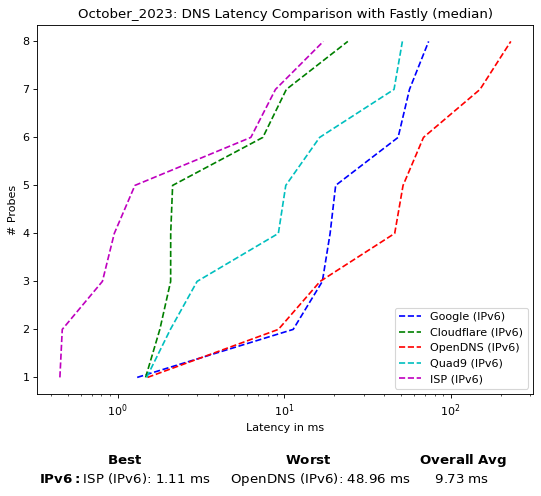 October_2023: DNS Latency Comparison with Fastly (median)
8
7
6
5
4
3
2
1
# Probes
10⁰
10¹
10²
Latency in ms
Google (IPv6)
Cloudflare (IPv6)
OpenDNS (IPv6)
Quad9 (IPv6)
ISP (IPv6)
Best Worst Overall Avg
IPv6: ISP (IPv6): 1.11 ms OpenDNS (IPv6): 48.96 ms 9.73 ms